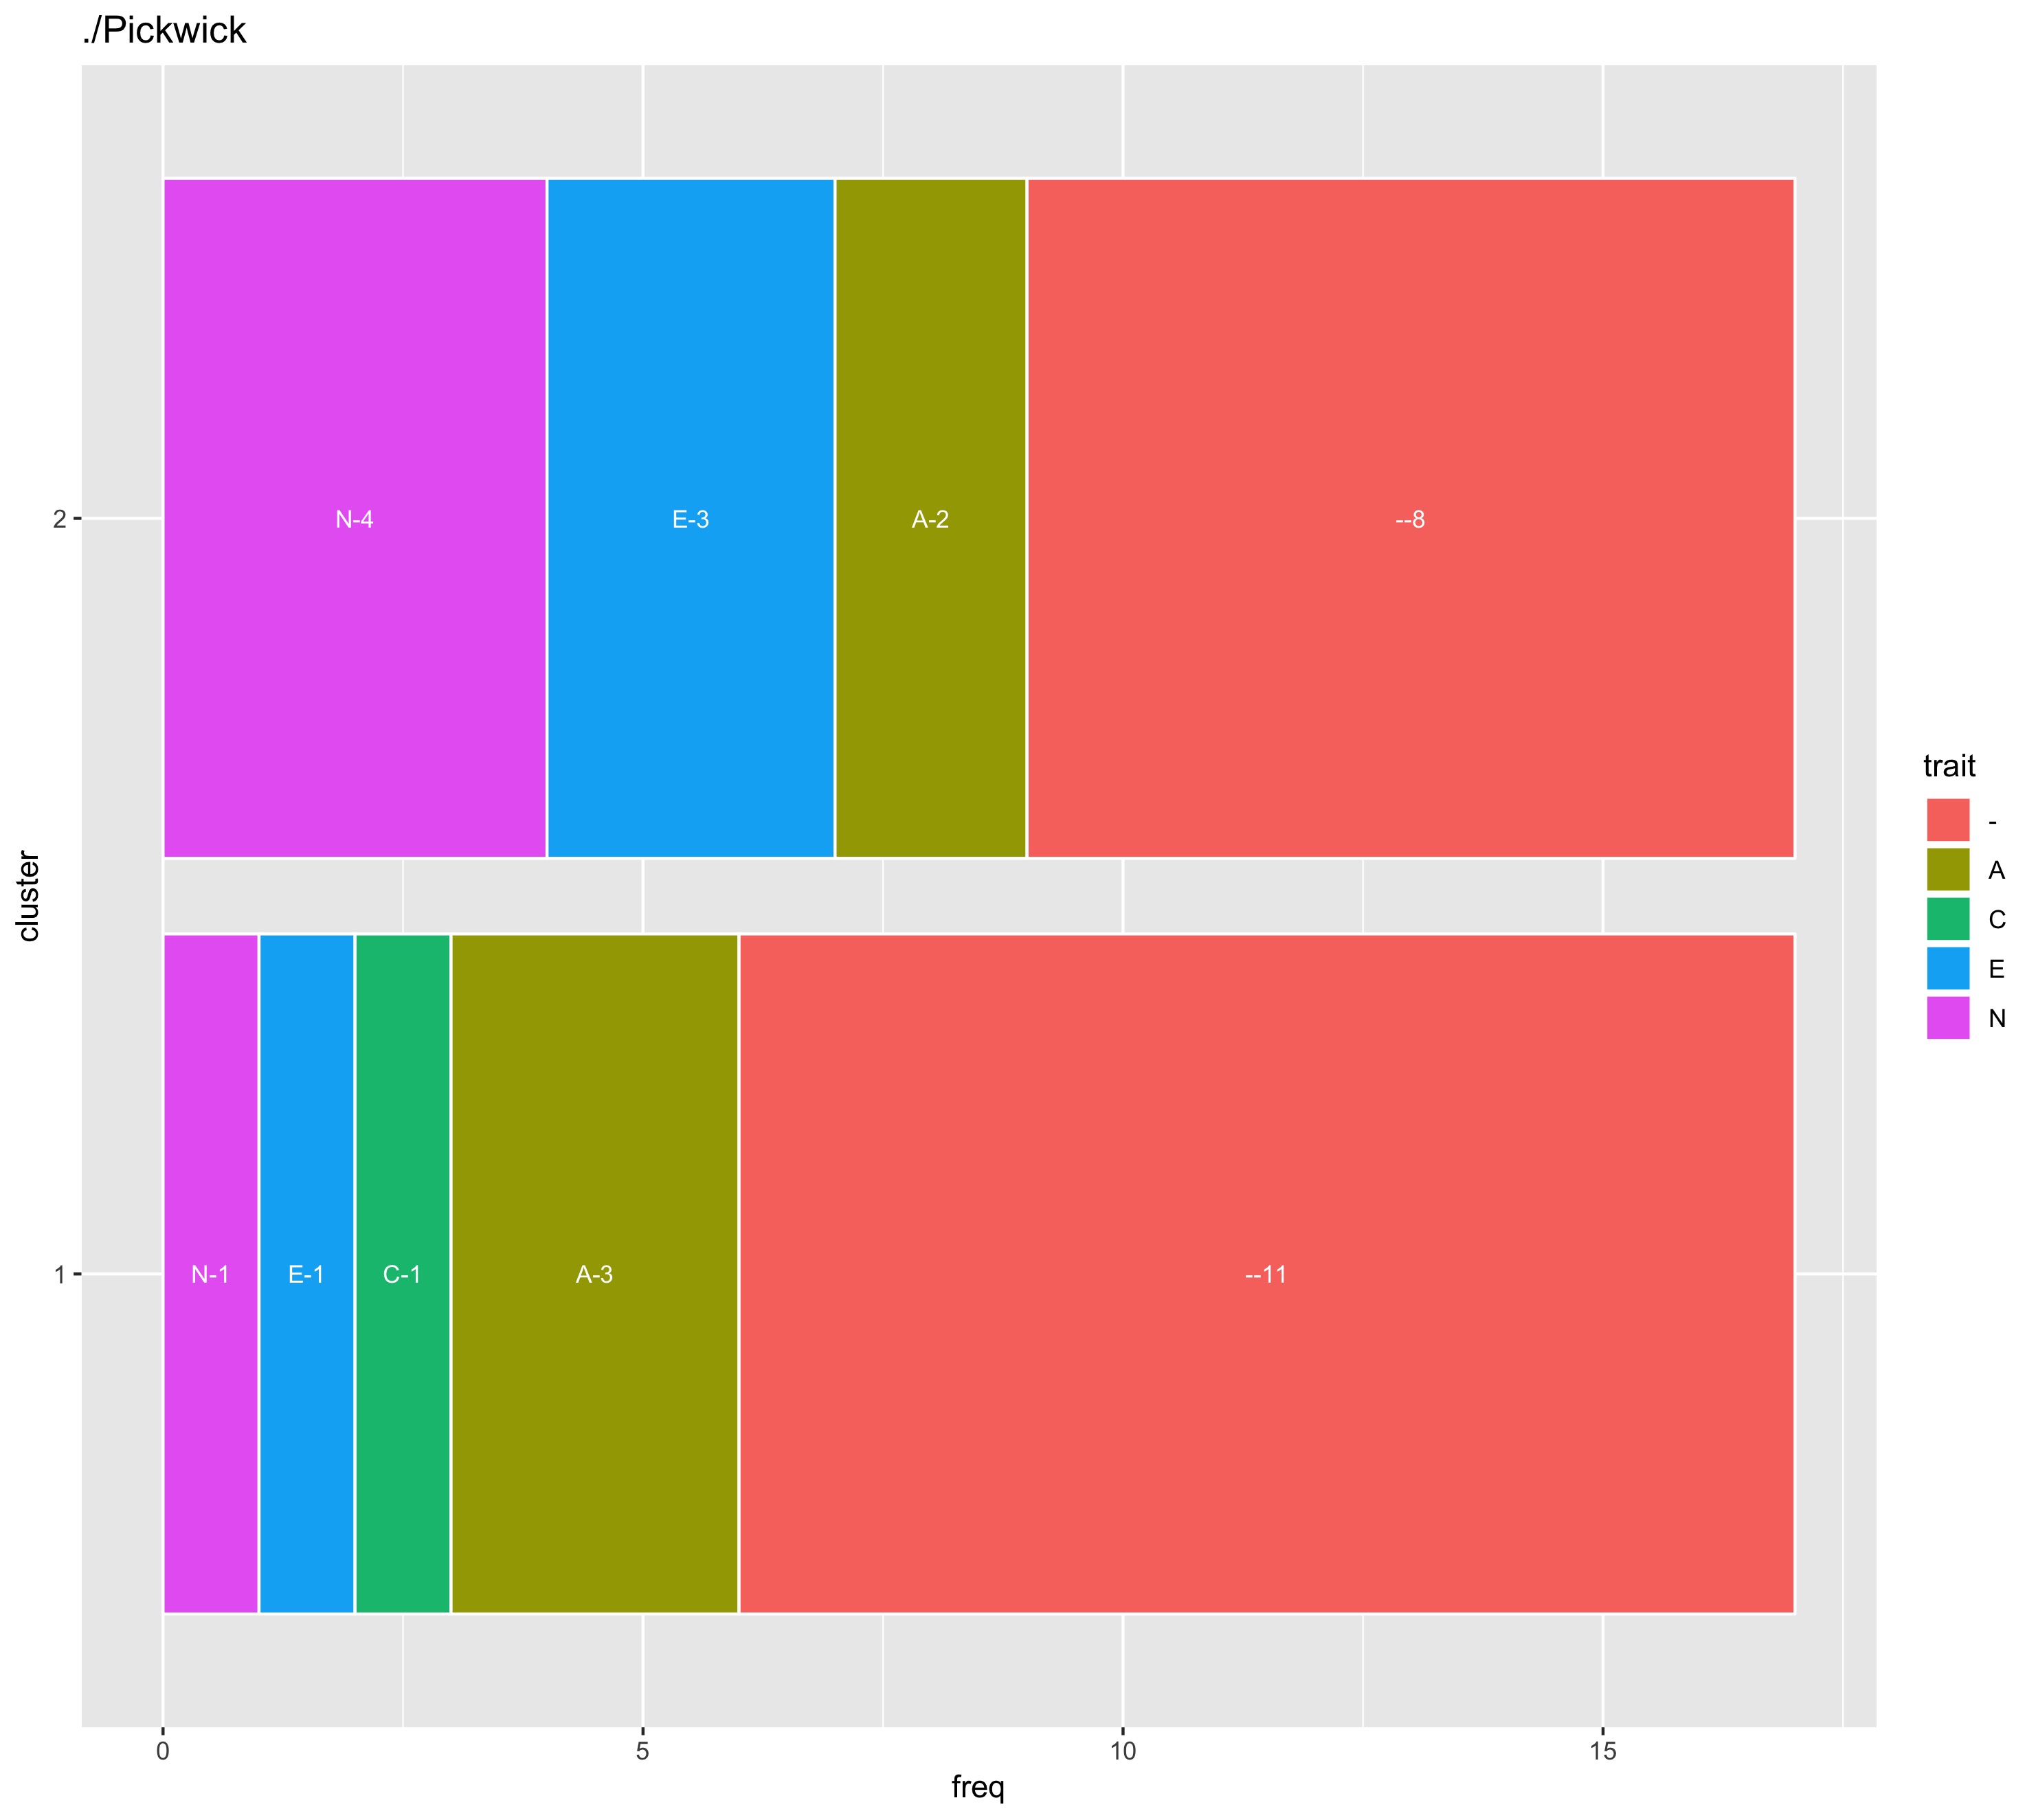 ./Pickwick
cluster
2
N-4
E-3
A-2
--8
1
N-1
E-1
C-1
A-3
--11
0
5
10
15
freq
trait
-
A
C
E
N